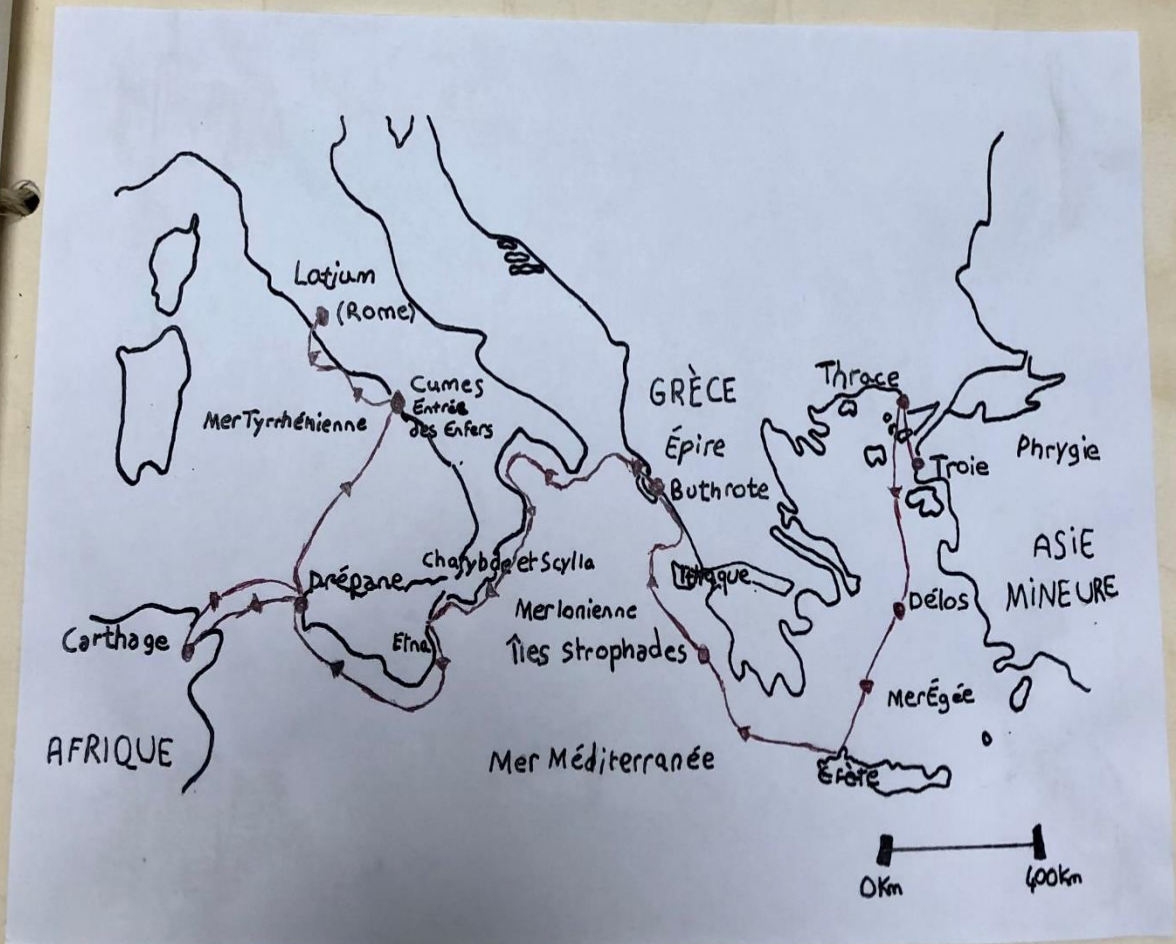 Latium
(Rome)
Cumes
Entrée
des Enfers
Mer Tyrrhénienne
GRÈCE
Épire
Buthrote
Thrace
Troie
Phrygie
ASIE
MINEURE
Charybde et Scylla
Drépane
Ithaque
Mer Ionienne
Délos
Carthage
Etna
Îles Strophades
Mer Égée
AFRIQUE
Mer Méditerranée
0Km
400Km